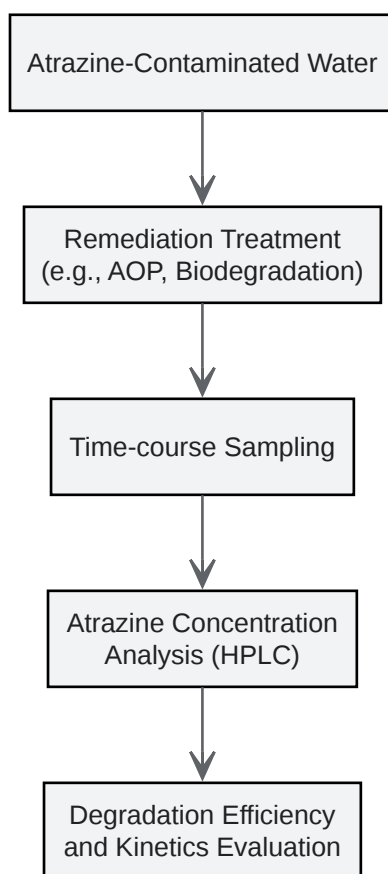 Atrazine-Contaminated Water
Remediation Treatment
(e.g., AOP, Biodegradation)
Time-course Sampling
Atrazine Concentration
Analysis (HPLC)
Degradation Efficiency
and Kinetics Evaluation